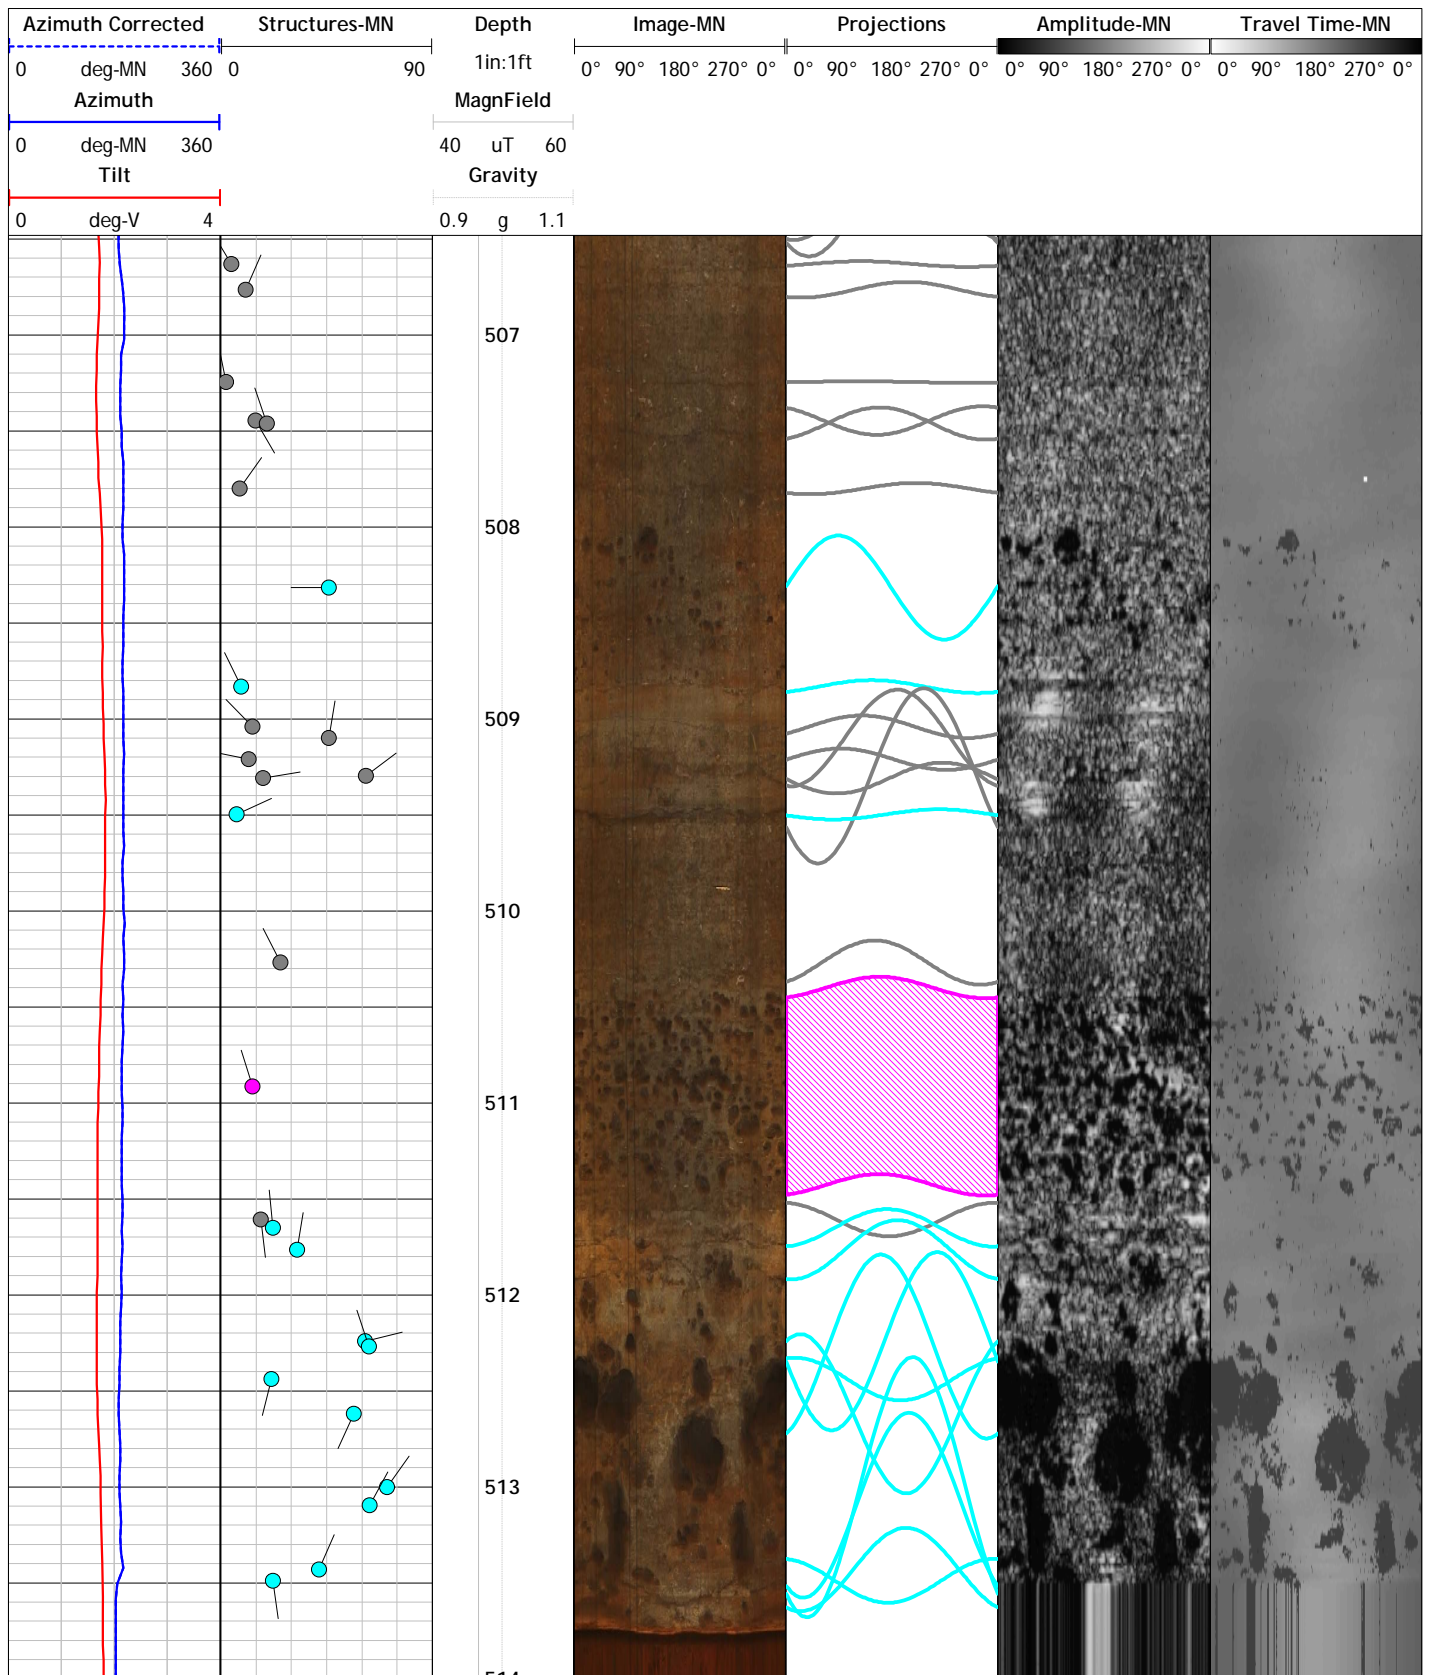 Azimuth Corrected Structures-MN Depth Image-MN Projections Amplitude-MN Travel Time-MN
0 deg-MN 360 0 90 1in:1ft 0° 90° 180° 270° 0° 0° 90° 180° 270° 0° 0° 90° 180° 270° 0° 0° 90° 180° 270° 0°
Azimuth MagnField
0 deg-MN 360 40 uT 60
Tilt Gravity
0 deg-V 4 0.9 g 1.1
507
508
509
510
511
512
513
514